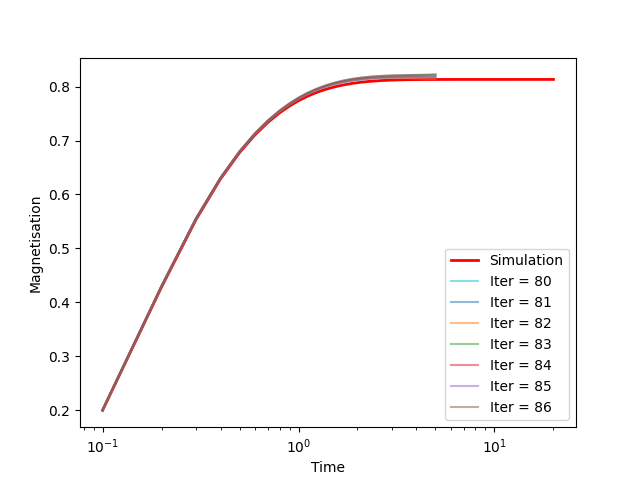 0.8
0.7
0.6
0.5
0.4
0.3
0.2
Magnetisation
10⁻¹
10⁰
10¹
Time
Simulation
Iter = 80
Iter = 81
Iter = 82
Iter = 83
Iter = 84
Iter = 85
Iter = 86